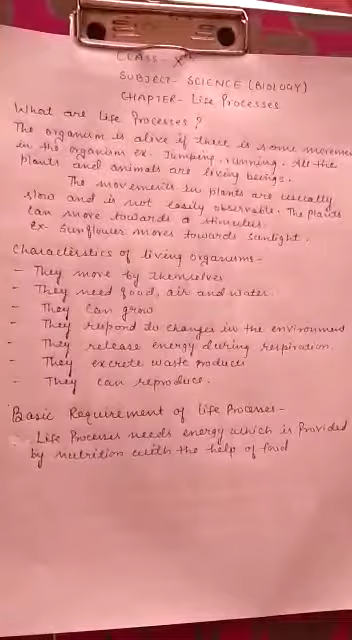 CLASS - Xth
SUBJECT- SCIENCE (BIOLOGY)
CHAPTER- Life Processes
What are Life Processes?
The organism is alive if there is some movemen
in the organism ex. Jumping, running. All the
plants and animals are living beings.
The movements in plants are usually
slow and is not easily observable. The plants
can move towards a stimulus.
Ex- Sunflower moves towards sunlight.
Characteristics of living organisms-
- They move by themselves
- They need food, air and water.
- They can grow
- They respond to changes in the environment
- They release energy during respiration.
- They excrete waste products
- They can reproduce.
Basic Requirement of Life Processes-
Life Processes needs energy which is Provided
by nutrition with the help of food